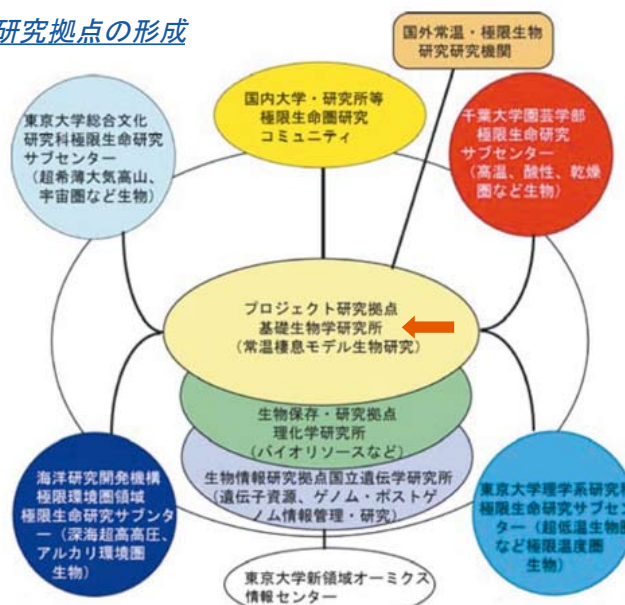 研究拠点の形成
国外常温・極限生物
研究研究機関
国内大学・研究所等
極限生命圏研究
コミュニティ
東京大学総合文化
研究科極限生命研究
サブセンター
(超希薄大気高山、
宇宙圏など生物)
千葉大学園芸学部
極限生命研究
サブセンター
(高温、酸性、乾燥
圏など生物)
プロジェクト研究拠点
基礎生物学研究所
(常温棲息モデル生物研究)
生物保存・研究拠点
理化学研究所
(バイオリソースなど)
生物情報研究拠点国立遺伝学研究所
(遺伝子資源、ゲノム・ポストゲ
ノム情報管理・研究)
海洋研究開発機構
極限環境圏領域
極限生命研究サブンタ
ー(深海超高高圧、
アルカリ環境圏
生物)
東京大学理学系研究科
極限生命研究サブセン
ター(超低温生物圏
など極限温度圏
生物)
東京大学新領域オーミクス
情報センター